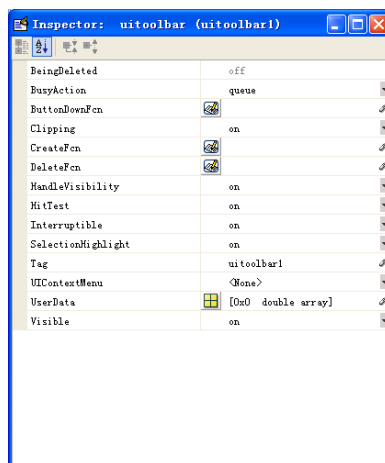 Inspector: uitoolbar (uitoolbar1)
BeingDeleted off
BusyAction queue
ButtonDownFcn
Clipping on
CreateFcn
DeleteFcn
HandleVisibility on
HitTest on
Interruptible on
SelectionHighlight on
Tag uitoolbar1
UIContextMenu <None>
UserData [0x0 double array]
Visible on